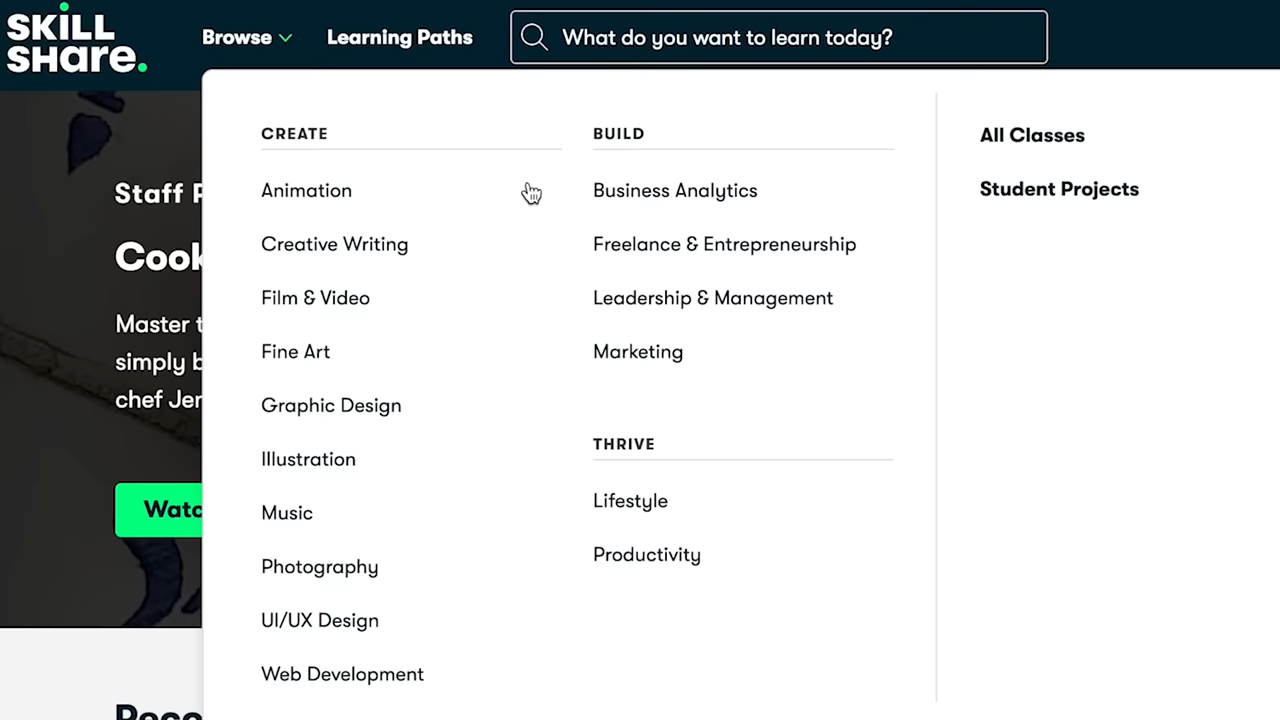 SKiLL
SHare.
Browse
Learning Paths
What do you want to learn today?
CREATE
Animation
Creative Writing
Film & Video
Fine Art
Graphic Design
Illustration
Music
Photography
UI/UX Design
Web Development
BUILD
Business Analytics
Freelance & Entrepreneurship
Leadership & Management
Marketing
THRIVE
Lifestyle
Productivity
All Classes
Student Projects
Staff
Master
simply
chef